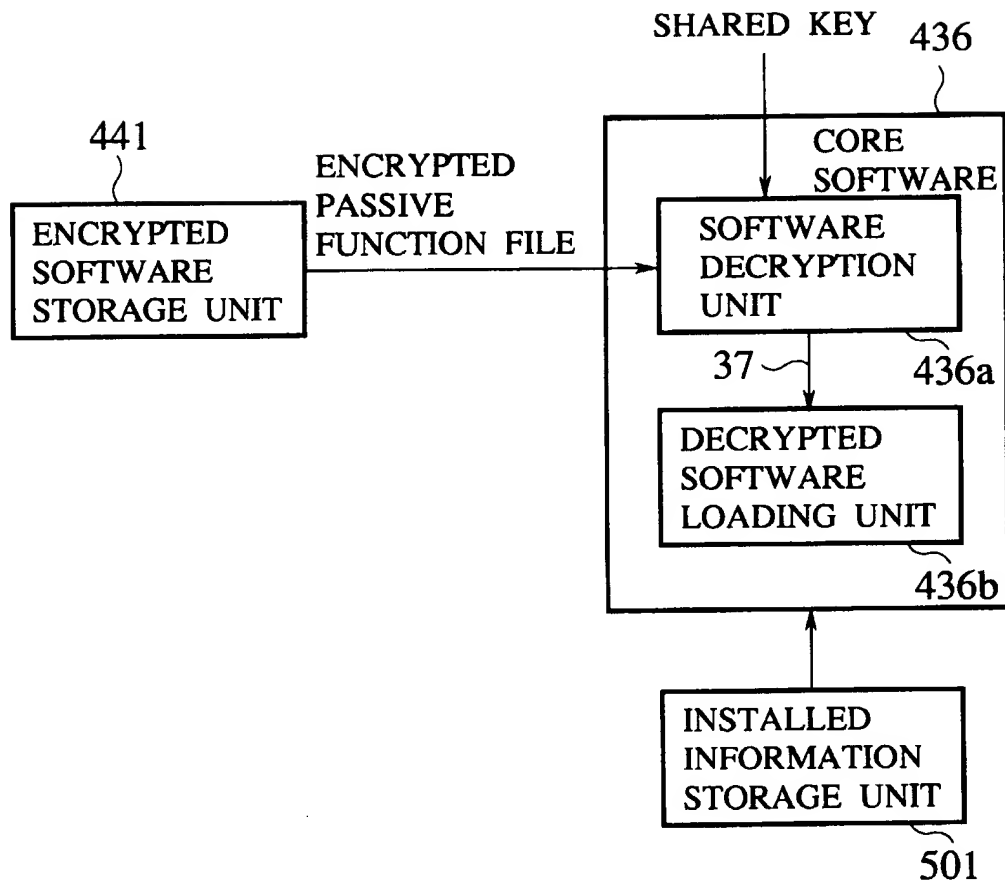 SHARED KEY
436
CORE
SOFTWARE
441
ENCRYPTED
PASSIVE
FUNCTION FILE
ENCRYPTED
SOFTWARE
STORAGE UNIT
SOFTWARE
DECRYPTION
UNIT
37
436a
DECRYPTED
SOFTWARE
LOADING UNIT
436b
INSTALLED
INFORMATION
STORAGE UNIT
501